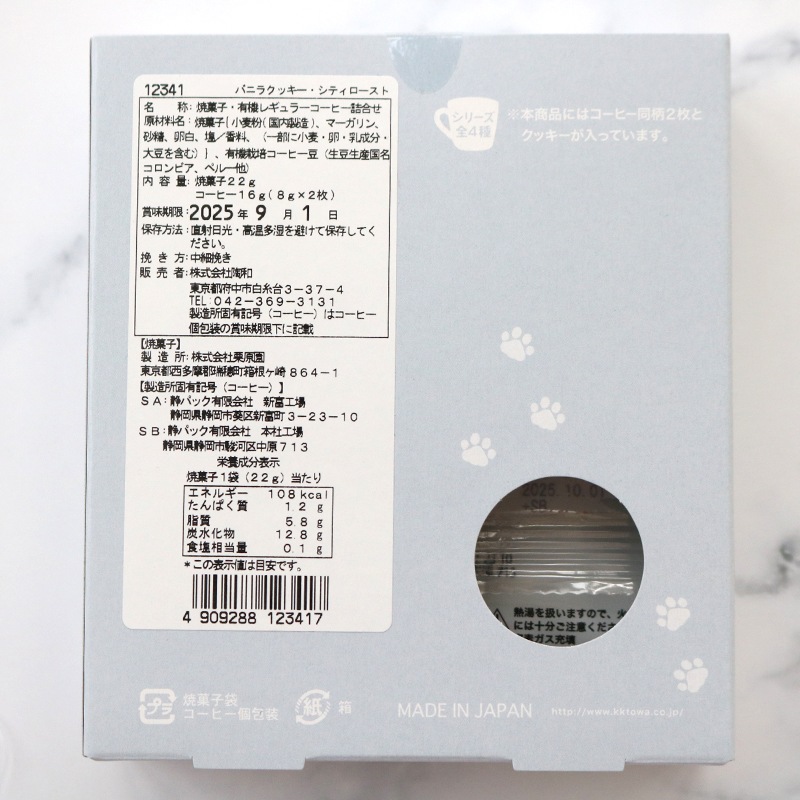 12341 バニラクッキー・シティロースト
名 称: 焼菓子・有機レギュラーコーヒー詰合せ
原材料名: 焼菓子{小麦粉(国内製造)、マーガリン、
砂糖、卵白、塩／香料、(一部に小麦・卵・乳成分・
大豆を含む)}、有機栽培コーヒー豆(生豆生産国名
コロンビア、ペルー他)
内 容 量: 焼菓子22g
コーヒー16g(8g×2枚)
賞味期限: 2025年 9月 1日
保存方法: 直射日光・高温多湿を避けて保存してく
ださい。
挽 き 方: 中細挽き
販 売 者: 株式会社陶和
東京都府中市白糸台3-37-4
TEL:042-369-3131
製造所固有記号(コーヒー)はコーヒー
個包装の賞味期限下に記載
【焼菓子】
製 造 所: 株式会社栗原園
東京都西多摩郡瑞穂町箱根ヶ崎864-1
【製造所固有記号(コーヒー)】
SA: 静パック有限会社 新富工場
静岡県静岡市葵区新富町3-23-10
SB: 静パック有限会社 本社工場
静岡県静岡市駿河区中原713
栄養成分表示
焼菓子1袋(22g)当たり
エネルギー 108kcal
たんぱく質 1.2 g
脂質 5.8 g
炭水化物 12.8 g
食塩相当量 0.1 g
*この表示値は目安です。
4 909288 123417
シリーズ
全4種
※本商品にはコーヒー同柄2枚と
クッキーが入っています。
2025.10.01
+SB
熱湯を扱いますので、火
には十分ご注意くださ
素ガス充填
プラ
焼菓子袋
コーヒー個包装
紙
箱
MADE IN JAPAN
http://www.kktowa.co.jp/